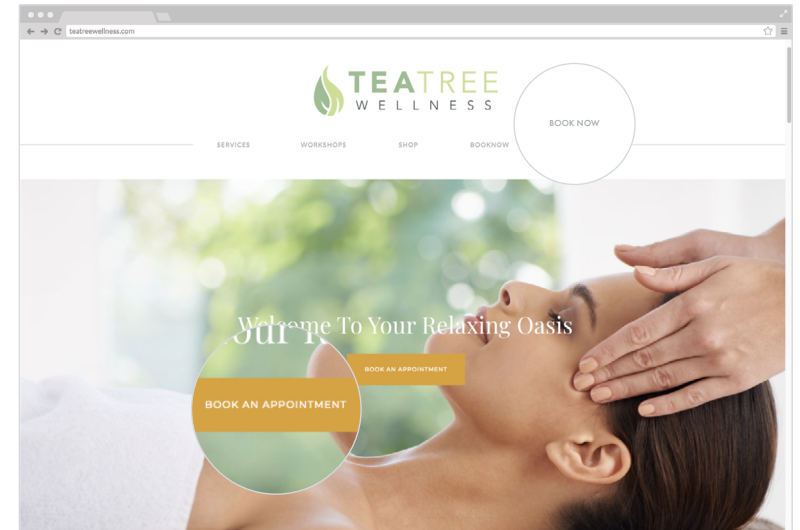 teatreewellness.com
TEATREE
WELLNESS
BOOK NOW
SERVICES WORKSHOPS SHOP BOOKNOW
Welcome To Your Relaxing Oasis
BOOK AN APPOINTMENT
BOOK AN APPOINTMENT